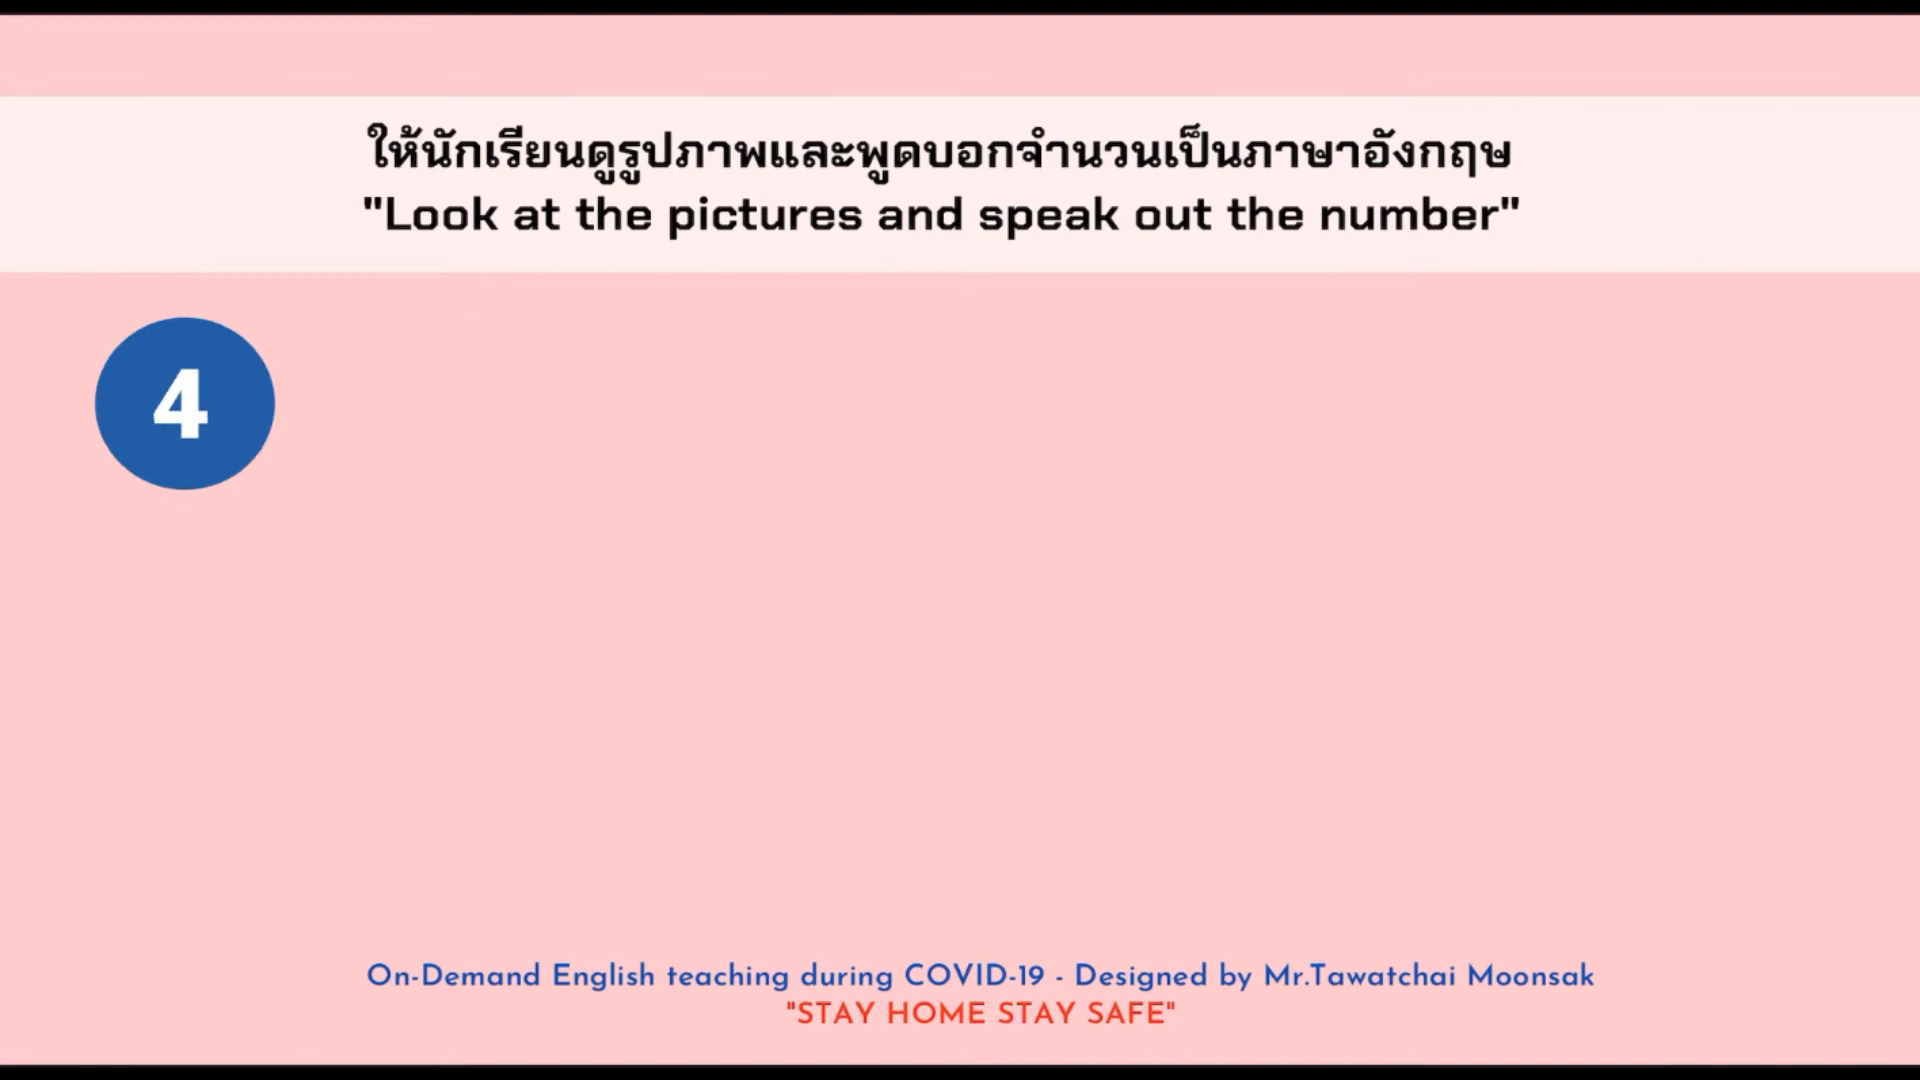 ให้นักเรียนดูรูปภาพและพูดบอกจำนวนเป็นภาษาอังกฤษ
"Look at the pictures and speak out the number"
4
On-Demand English teaching during COVID-19 - Designed by Mr.Tawatchai Moonsak
"STAY HOME STAY SAFE"